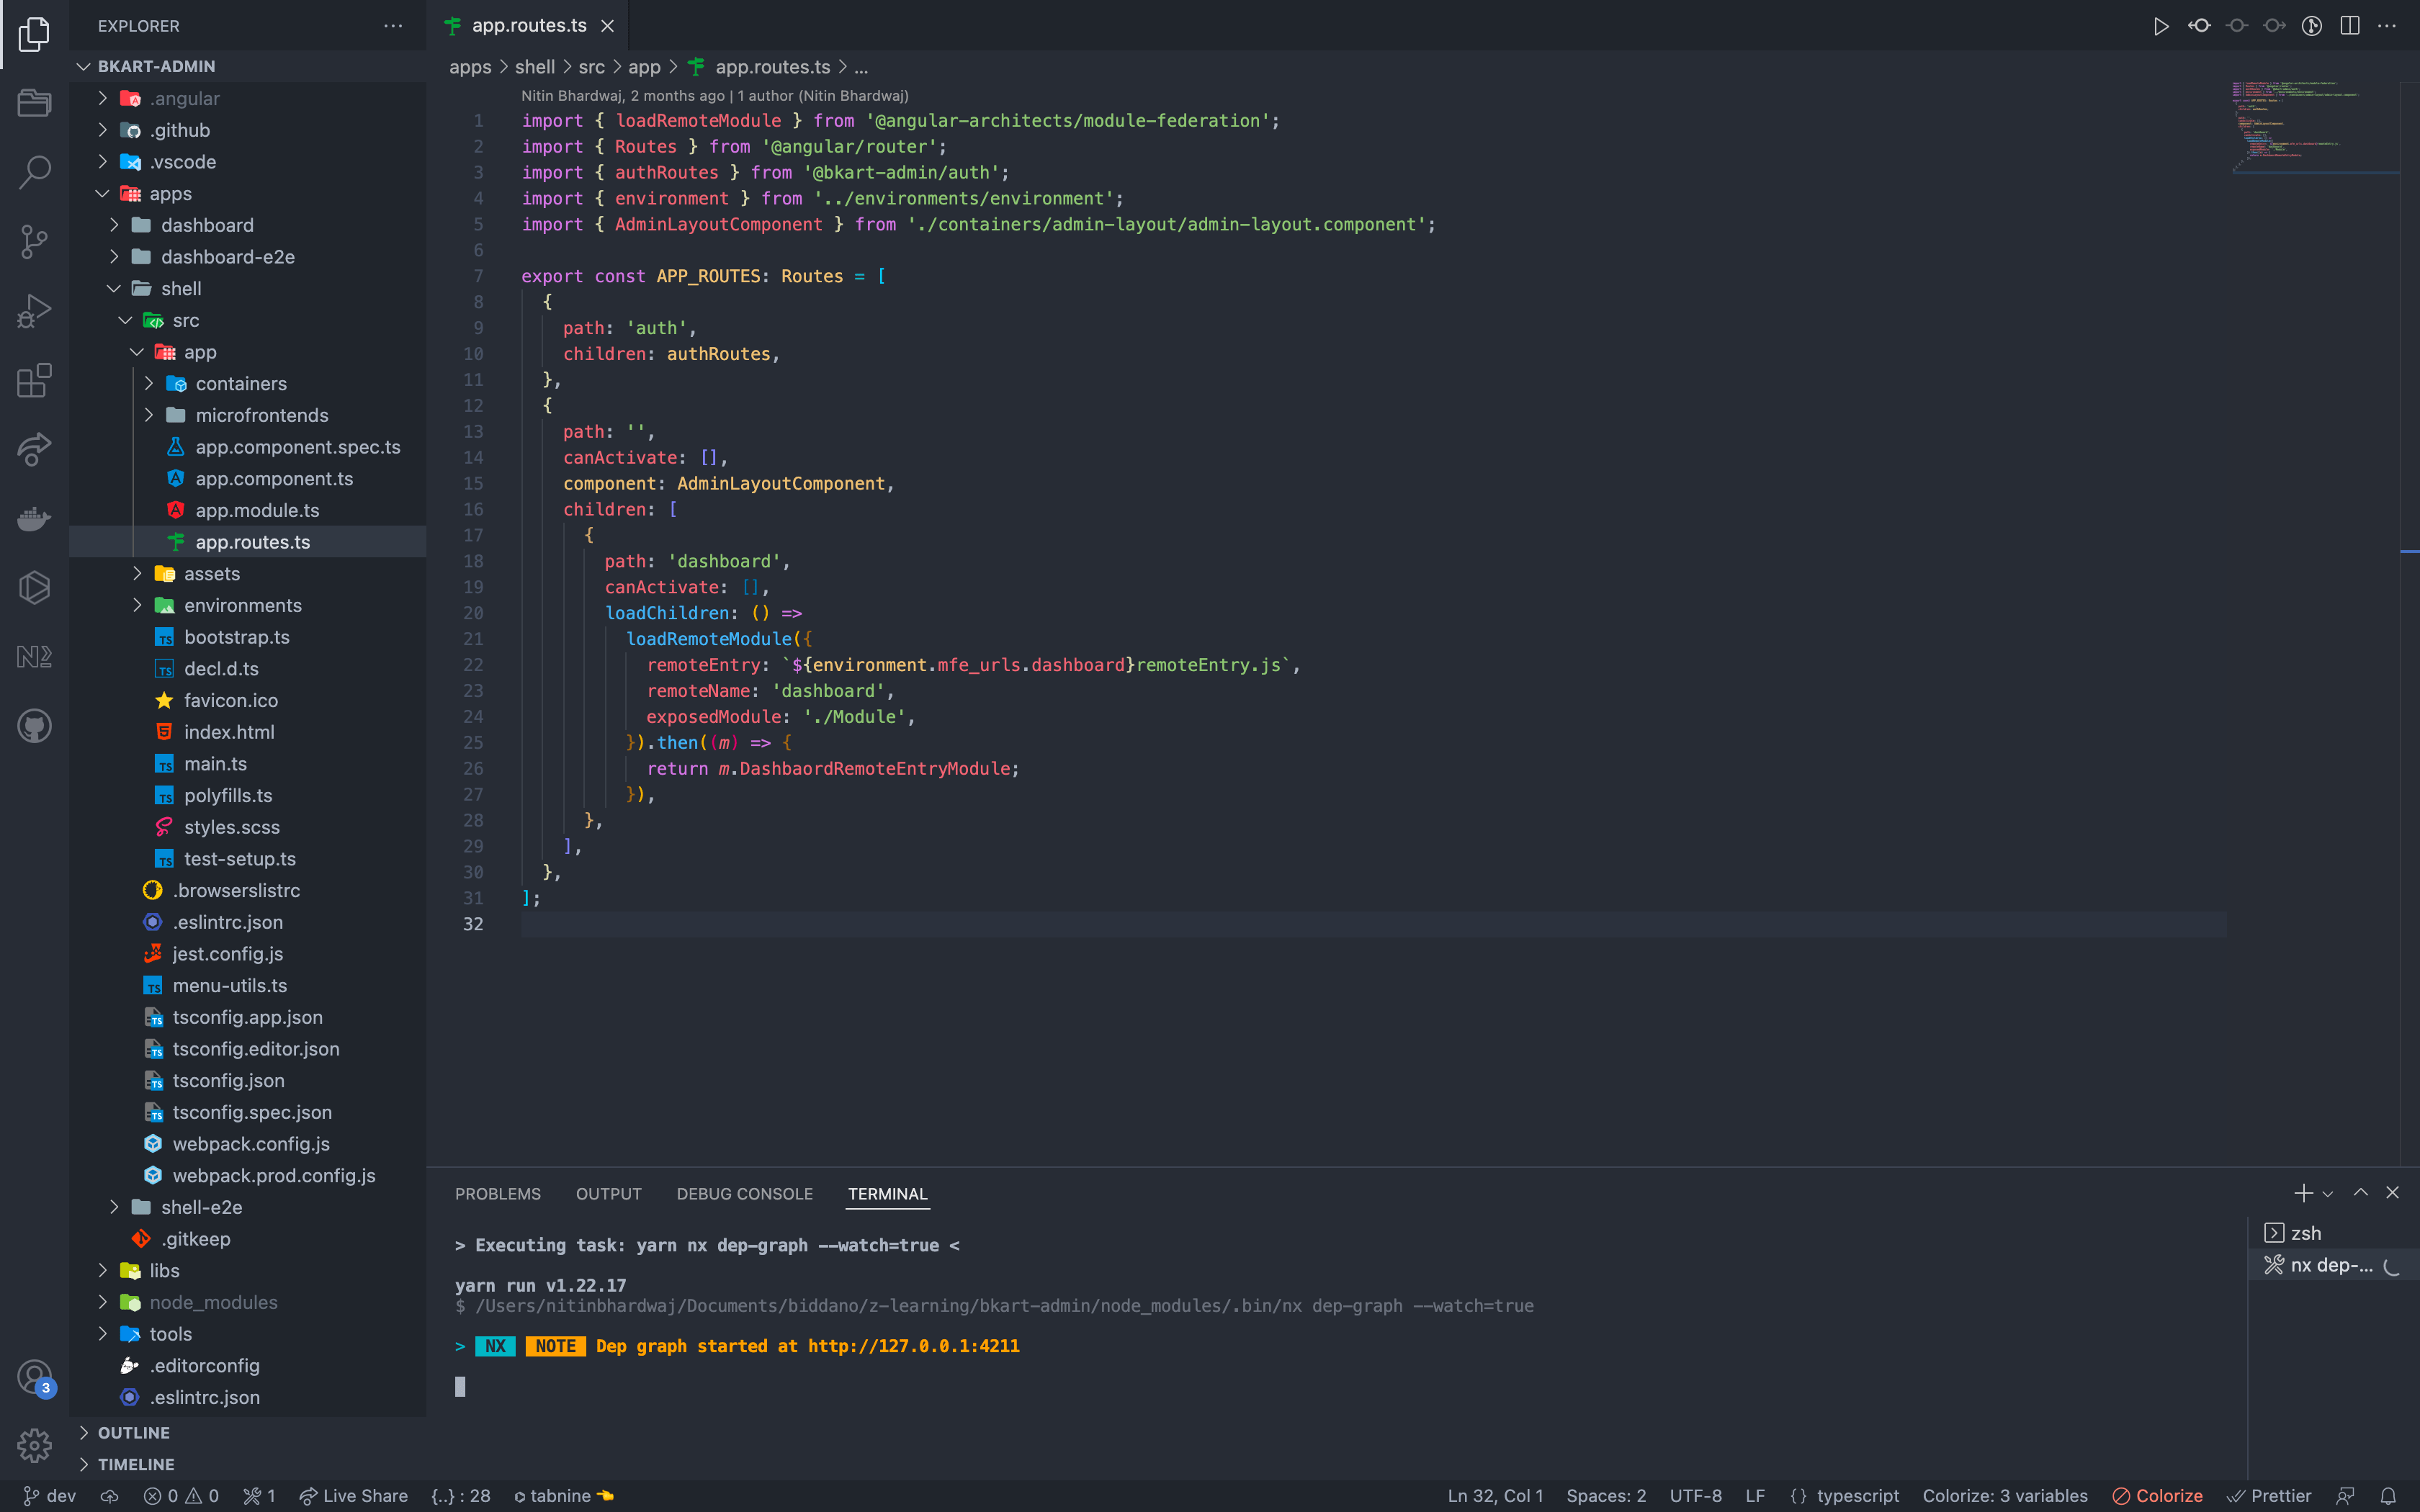 EXPLORER
BKART-ADMIN
.angular
.github
.vscode
apps
dashboard
dashboard-e2e
shell
src
app
containers
microfrontends
app.component.spec.ts
app.component.ts
app.module.ts
app.routes.ts
assets
environments
bootstrap.ts
decl.d.ts
favicon.ico
index.html
main.ts
polyfills.ts
styles.scss
test-setup.ts
.browserslistrc
.eslintrc.json
jest.config.js
menu-utils.ts
tsconfig.app.json
tsconfig.editor.json
tsconfig.json
tsconfig.spec.json
webpack.config.js
webpack.prod.config.js
shell-e2e
.gitkeep
libs
node_modules
tools
.editorconfig
.eslintrc.json
OUTLINE
TIMELINE
3
app.routes.ts
apps > shell > src > app > app.routes.ts > ...
Nitin Bhardwaj, 2 months ago | 1 author (Nitin Bhardwaj)
1 import { loadRemoteModule } from '@angular-architects/module-federation';
2 import { Routes } from '@angular/router';
3 import { authRoutes } from '@bkart-admin/auth';
4 import { environment } from '../environments/environment';
5 import { AdminLayoutComponent } from './containers/admin-layout/admin-layout.component';
6
7 export const APP_ROUTES: Routes = [
8 {
9 path: 'auth',
10 children: authRoutes,
11 },
12 {
13 path: '',
14 canActivate: [],
15 component: AdminLayoutComponent,
16 children: [
17 {
18 path: 'dashboard',
19 canActivate: [],
20 loadChildren: () =>
21 loadRemoteModule({
22 remoteEntry: `${environment.mfe_urls.dashboard}remoteEntry.js`,
23 remoteName: 'dashboard',
24 exposedModule: './Module',
25 }).then((m) => {
26 return m.DashbaordRemoteEntryModule;
27 }),
28 },
29 ],
30 },
31 ];
32
PROBLEMS OUTPUT DEBUG CONSOLE TERMINAL
> Executing task: yarn nx dep-graph --watch=true <
yarn run v1.22.17
$ /Users/nitinbhardwaj/Documents/biddano/z-learning/bkart-admin/node_modules/.bin/nx dep-graph --watch=true
> NX NOTE Dep graph started at http://127.0.0.1:4211
zsh
nx dep-...
dev 0 0 1 Live Share {..} : 28 tabnine Ln 32, Col 1 Spaces: 2 UTF-8 LF {} typescript Colorize: 3 variables Colorize Prettier